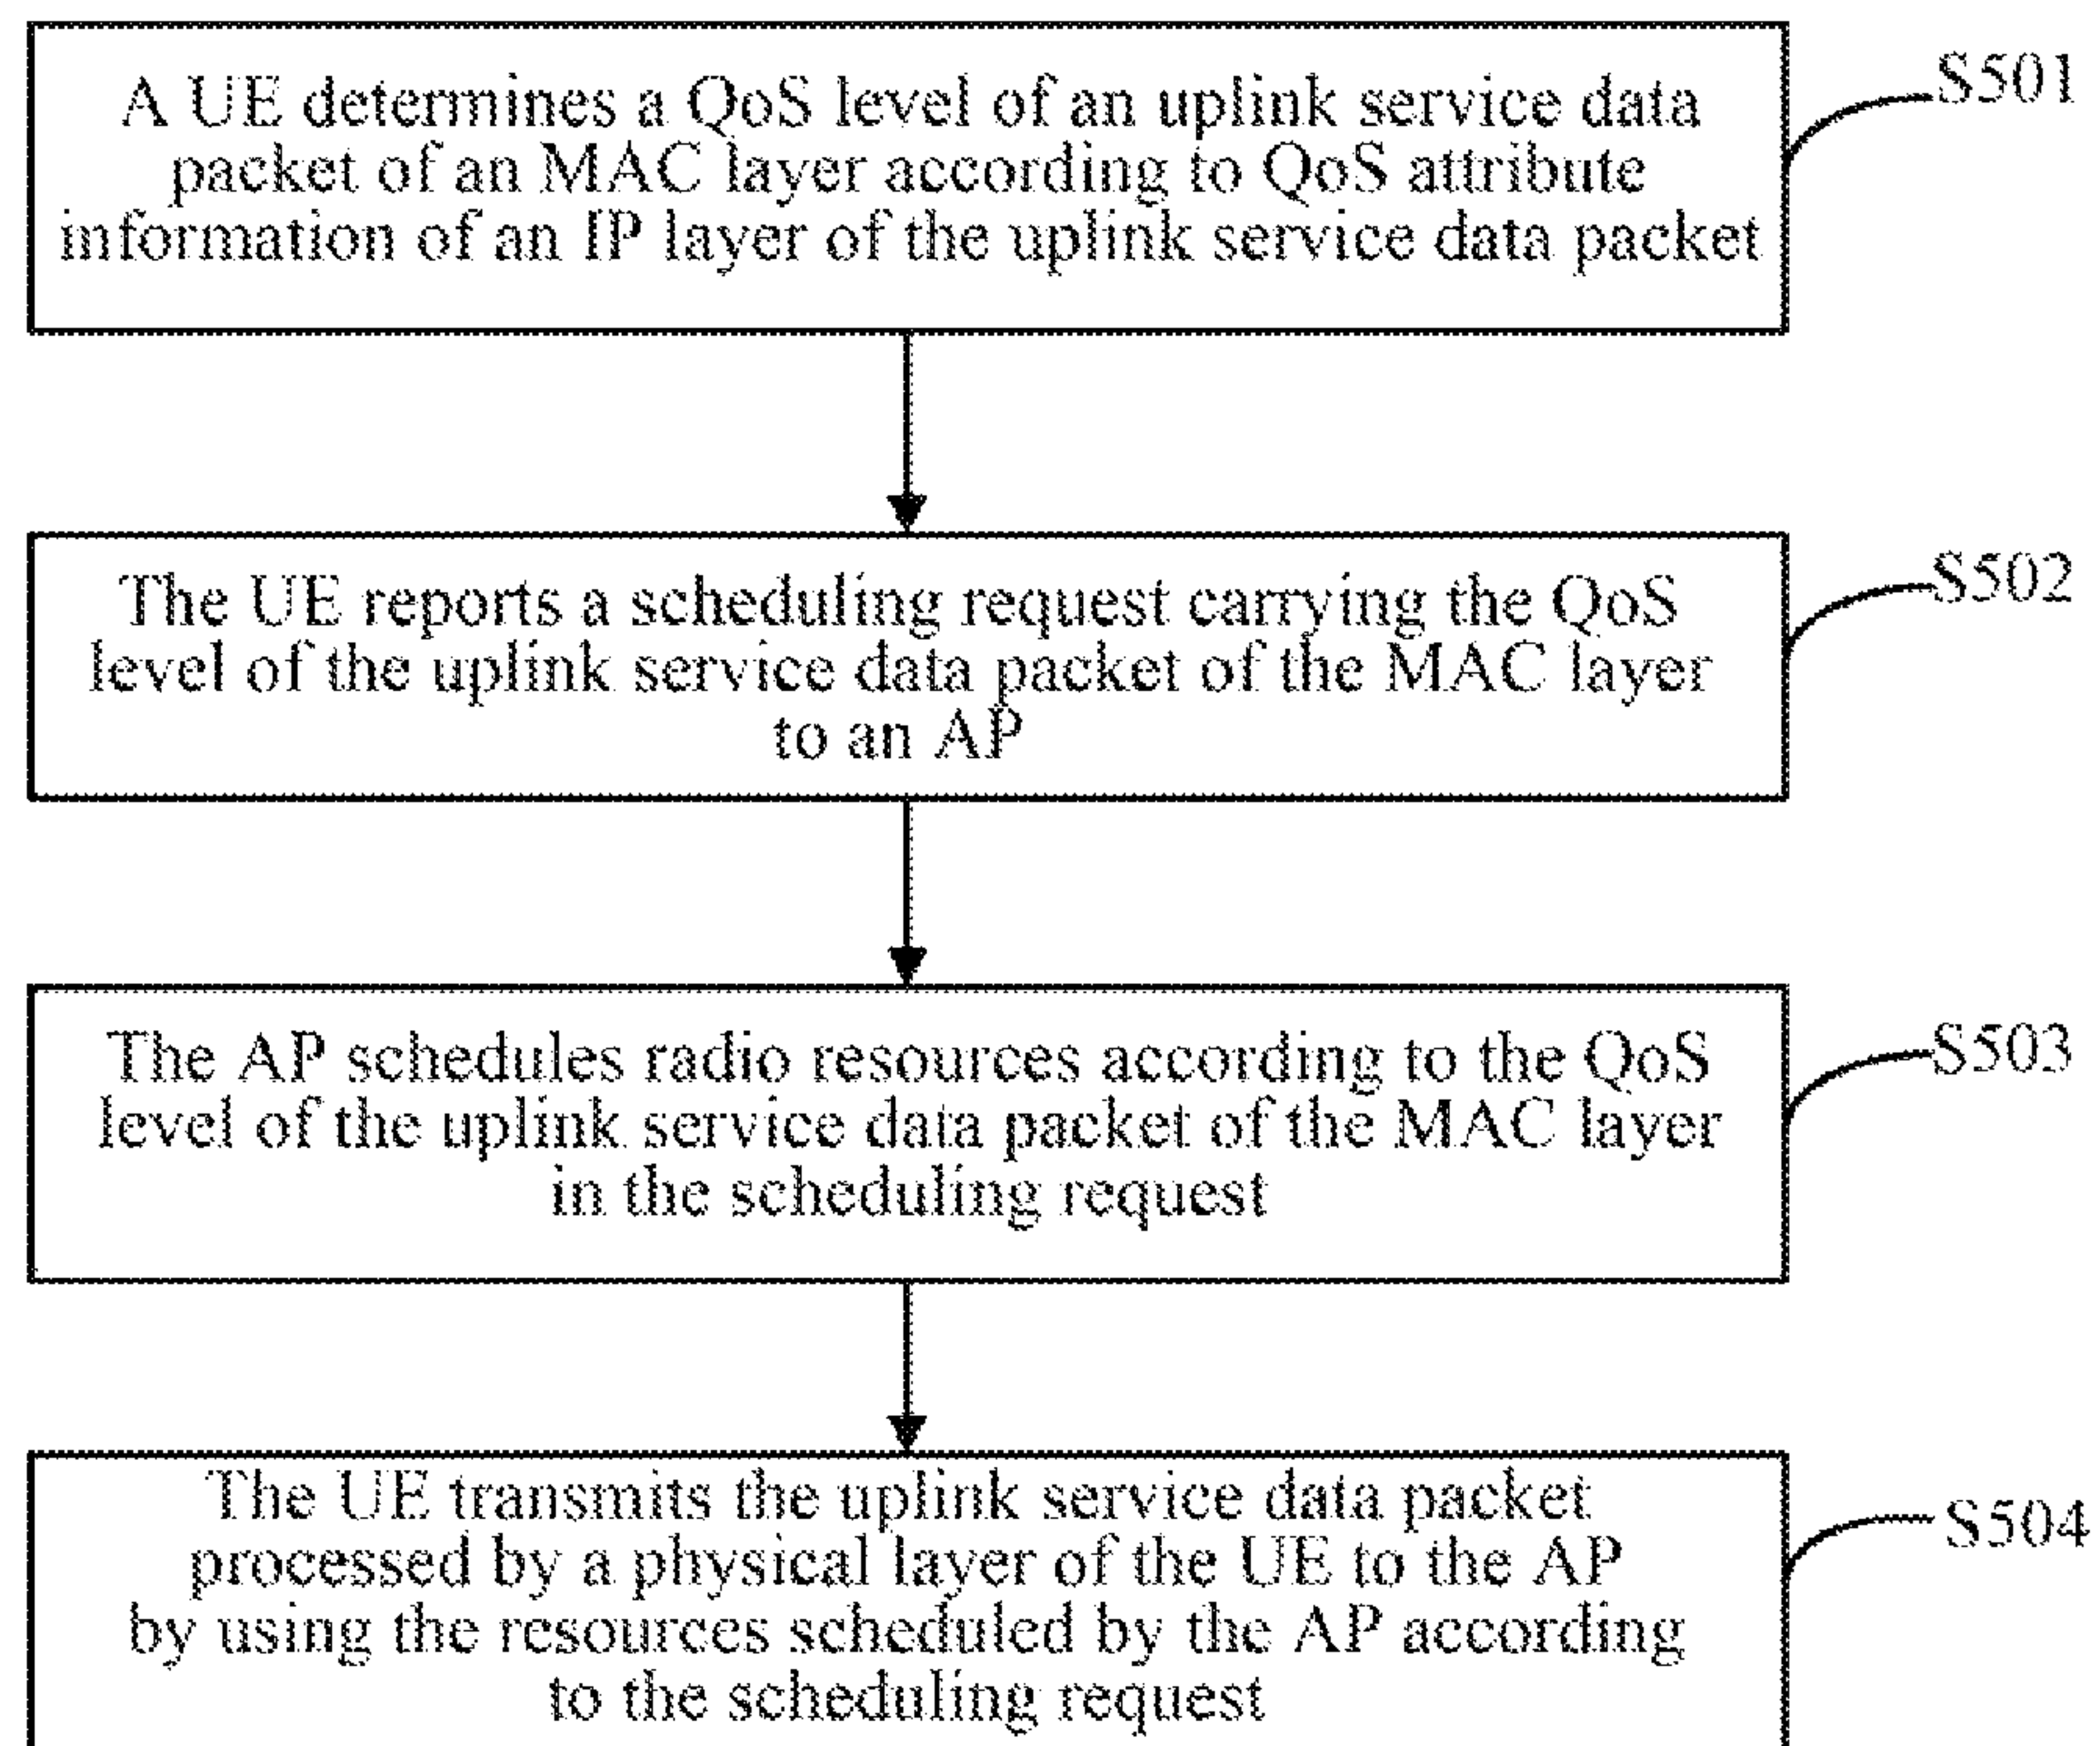 A UE determines a QoS level of an uplink service data
packet of an MAC layer according to QoS attribute
information of an IP layer of the uplink service data packet
S501
The UE reports a scheduling request carrying the QoS
level of the uplink service data packet of the MAC layer
to an AP
S502
The AP schedules radio resources according to the QoS
level of the uplink service data packet of the MAC layer
in the scheduling request
S503
The UE transmits the uplink service data packet
processed by a physical layer of the UE to the AP
by using the resources scheduled by the AP according
to the scheduling request
S504